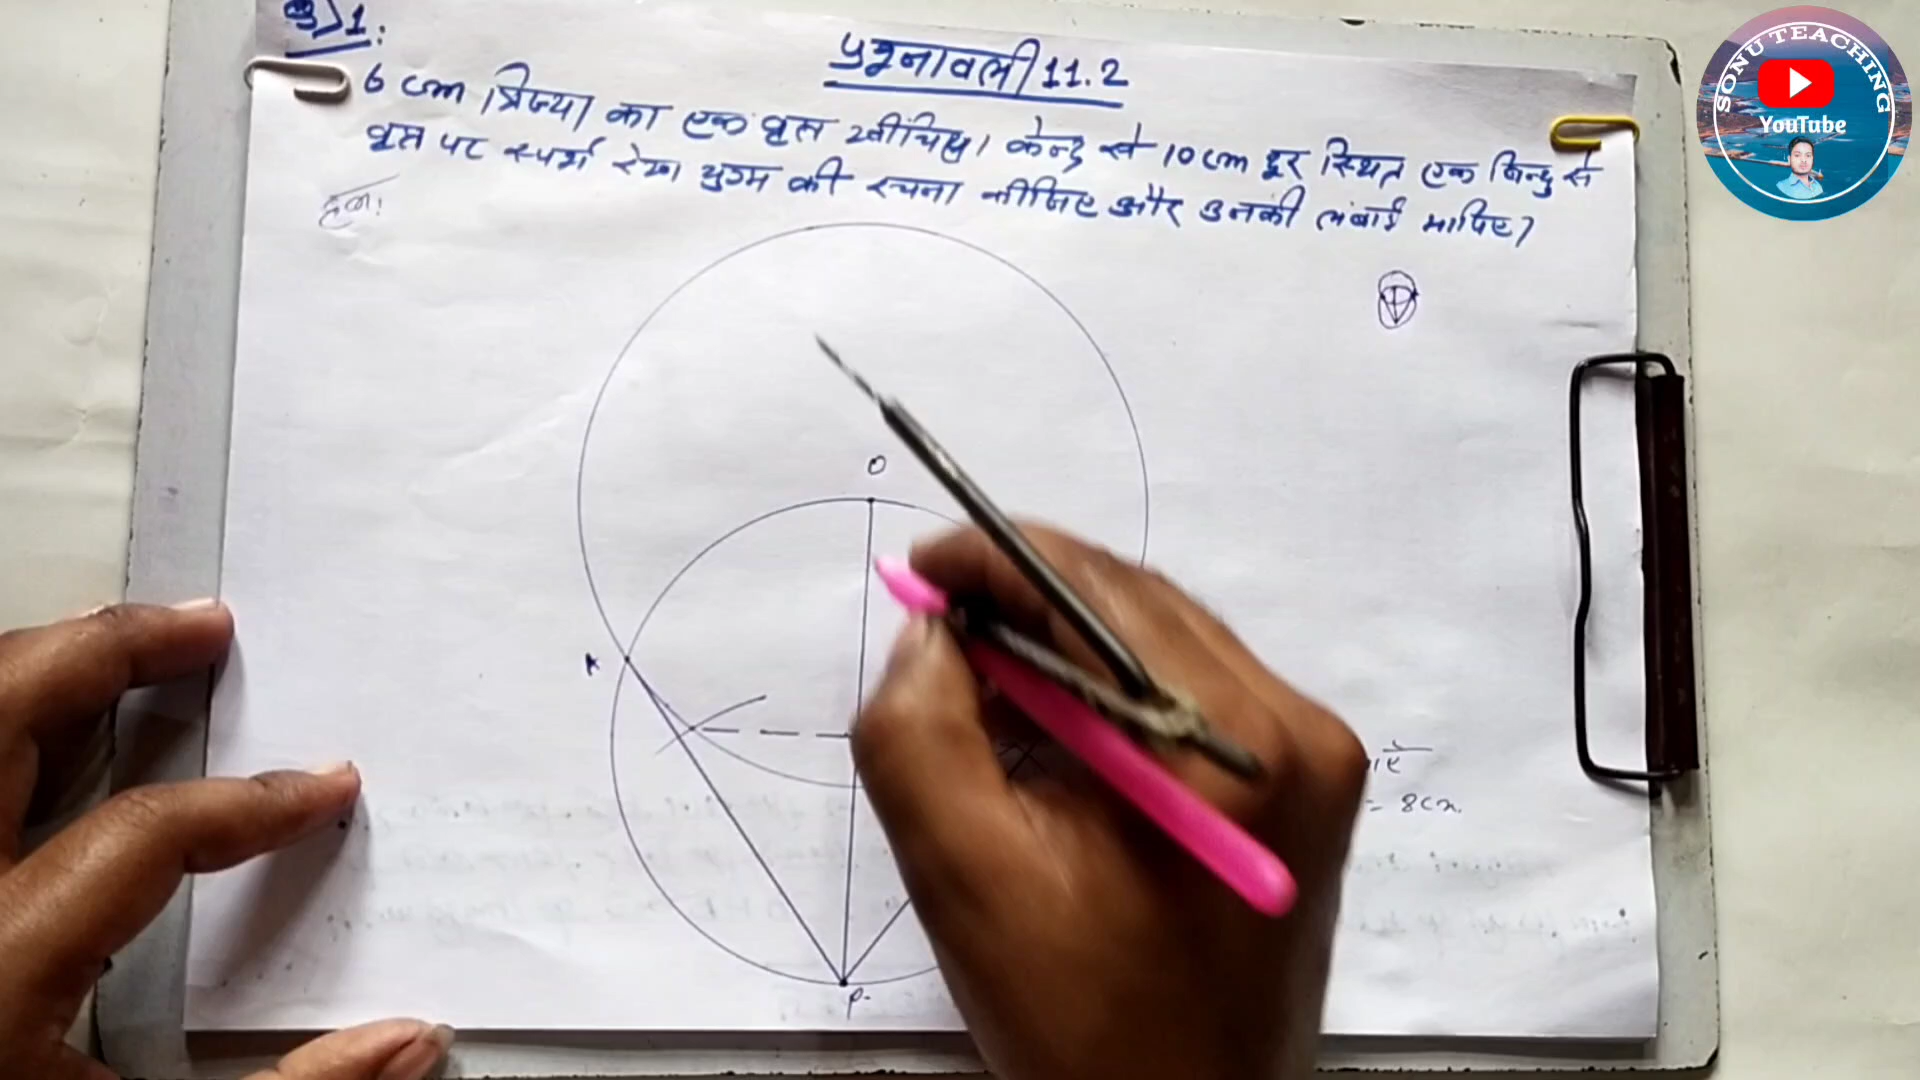 प्रश्नावली 11.2
1:
6 cm त्रिज्या का एक वृत्त खींचिए। केन्द्र से 10 cm दूर स्थित एक बिन्दु से
वृत्त पर स्पर्श रेखा युग्म की रचना कीजिए और उनकी लंबाई मापिए।
हल:
O
= 8cm
P
SONU TEACHING
YouTube